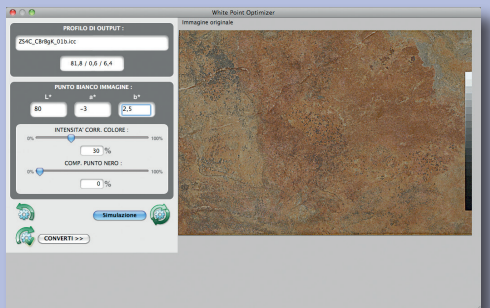 White Point Optimizer
PROFILO DI OUTPUT :
ZS4C_CBrBgK_01b.icc
81,8 / 0,6 / 6,4
PUNTO BIANCO IMMAGINE :
L* a* b*
80 -3 2,5
INTENSITA' CORR. COLORE :
0% 100%
30 %
COMP. PUNTO NERO :
0% 100%
0 %
Simulazione
CONVERTI >>
Immagine originale